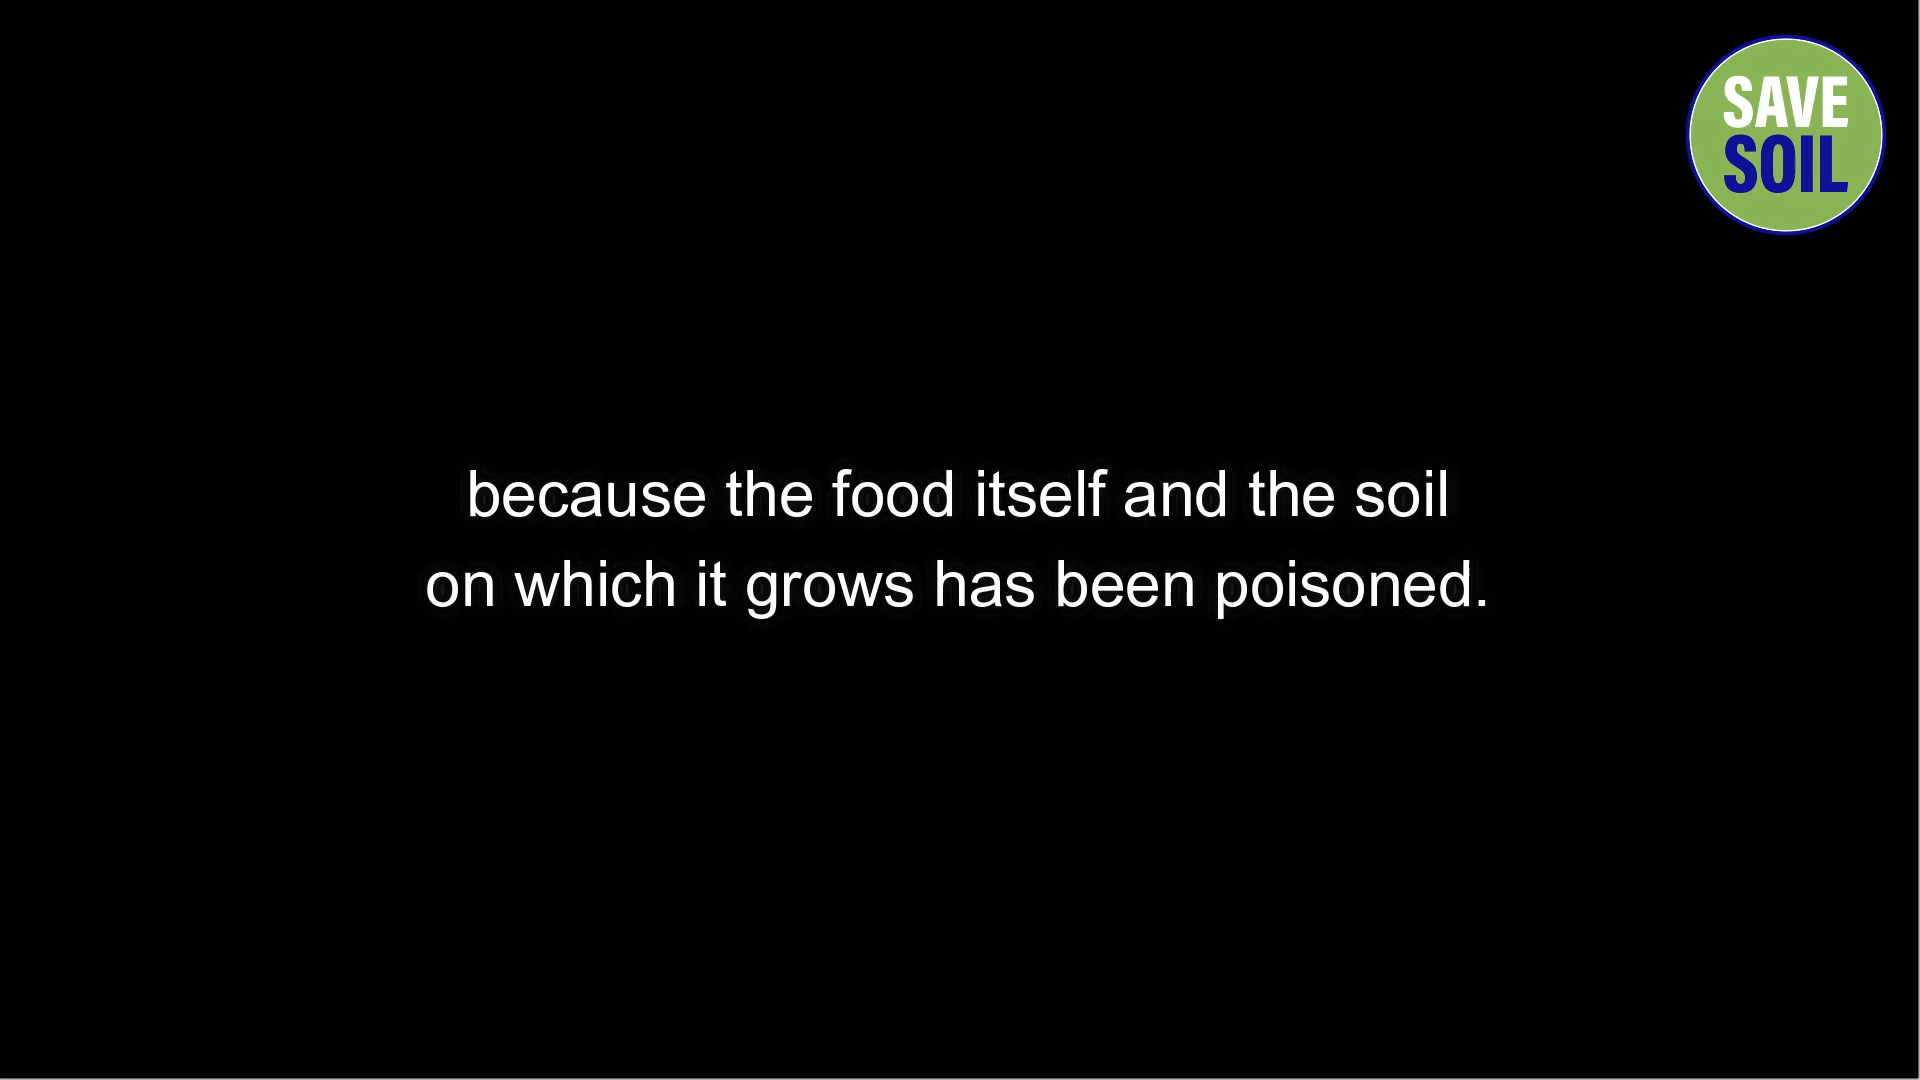 SAVE
SOIL
because the food itself and the soil
on which it grows has been poisoned.